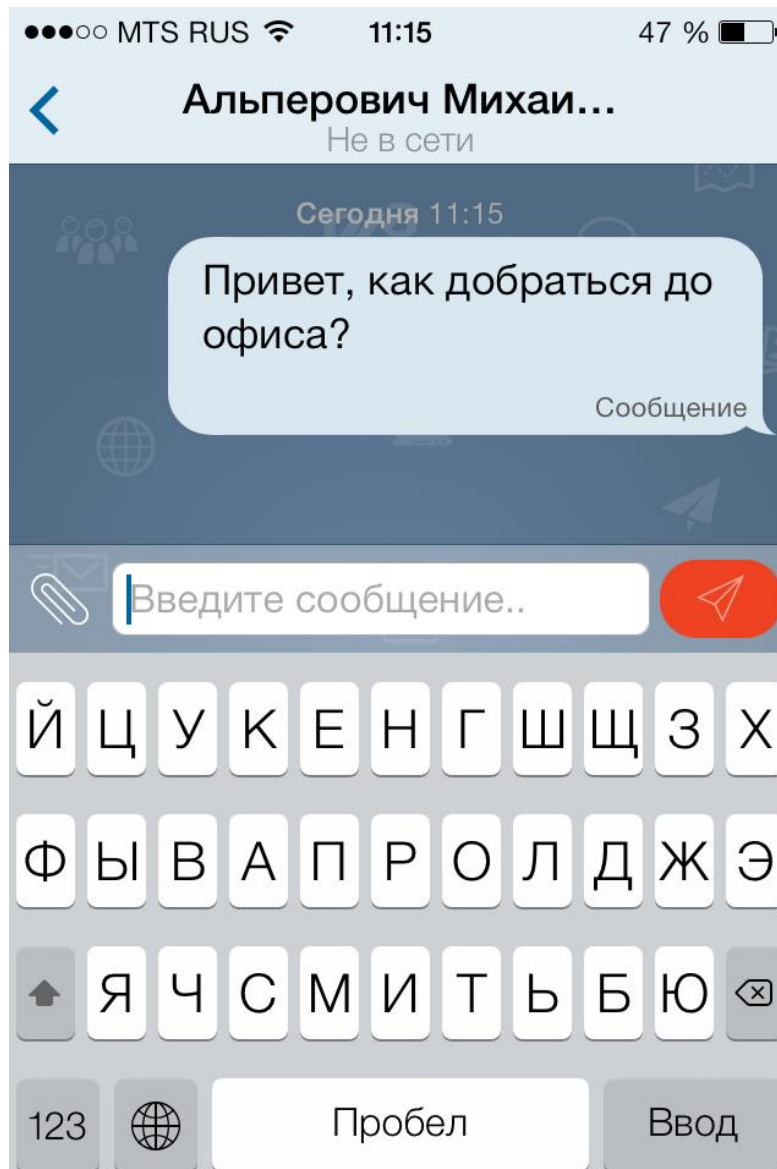 MTS RUS 11:15 47 %
Альперович Михаи...
Не в сети
Сегодня 11:15
Привет, как добраться до
офиса?
Сообщение
Введите сообщение..
Й Ц У К Е Н Г Ш Щ З Х
Ф Ы В А П Р О Л Д Ж Э
Я Ч С М И Т Ь Б Ю
123 Пробел Ввод